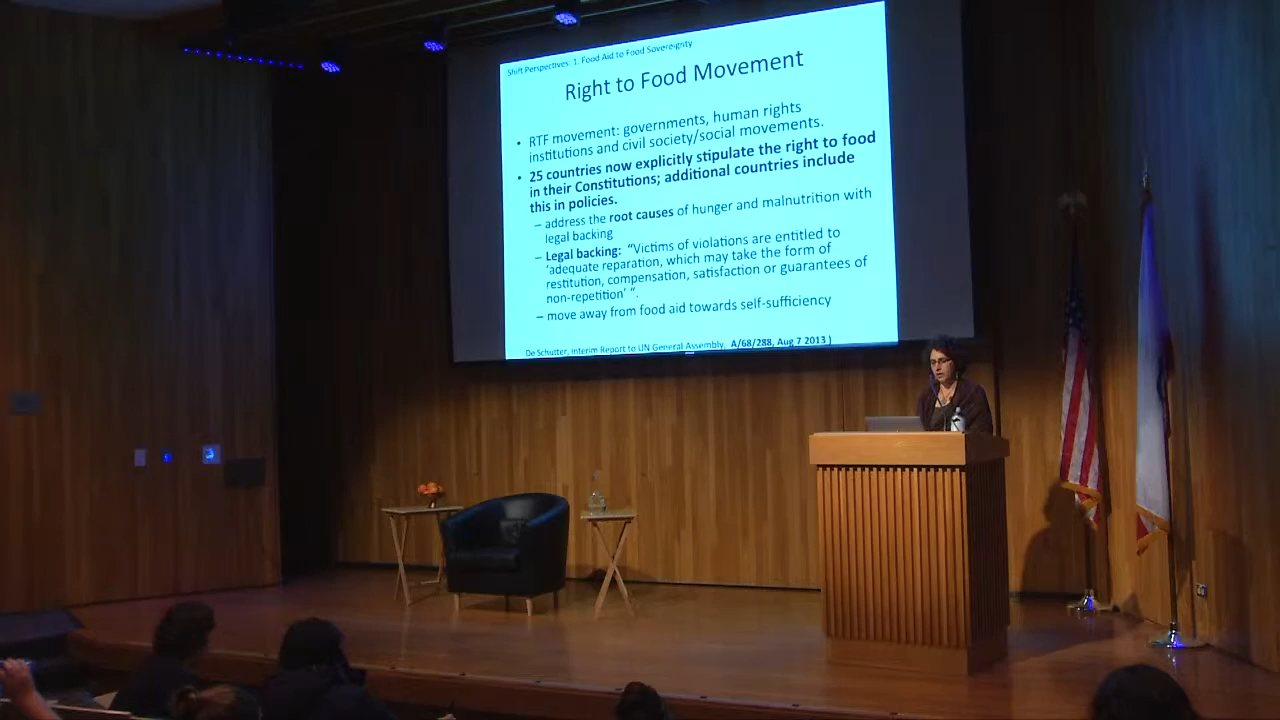 Shift Perspectives: 1. Food Aid to Food Sovereignty
Right to Food Movement
• RTF movement: governments, human rights
institutions and civil society/social movements.
• 25 countries now explicitly stipulate the right to food
in their Constitutions; additional countries include
this in policies.
– address the root causes of hunger and malnutrition with
legal backing
– Legal backing: "Victims of violations are entitled to
'adequate reparation, which may take the form of
restitution, compensation, satisfaction or guarantees of
non-repetition' ".
– move away from food aid towards self-sufficiency
De Schutter, Interim Report to UN General Assembly, A/68/288, Aug 7 2013)